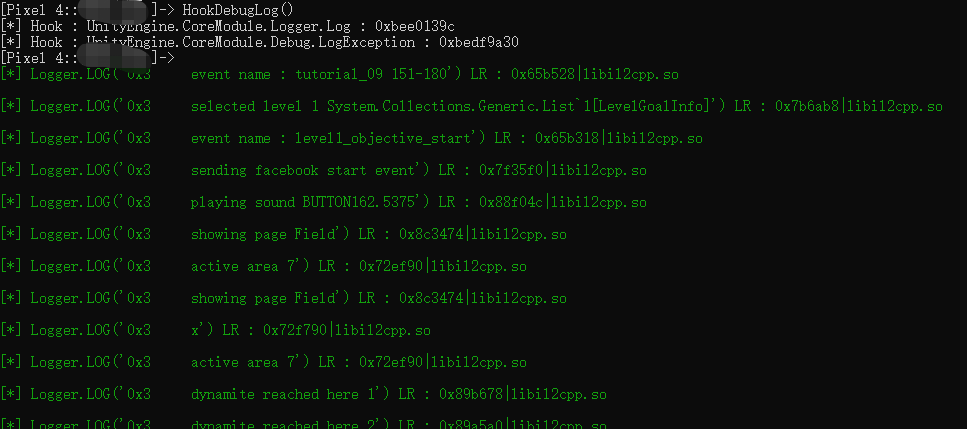 [Pixel 4:: ]-> HookDebugLog()
[*] Hook : UnityEngine.CoreModule.Logger.Log : 0xbee0139c
[*] Hook : UnityEngine.CoreModule.Debug.LogException : 0xbedf9a30
[Pixel 4:: ]->
[*] Logger.LOG('0x3 event name : tutorial_09 151-180') LR : 0x65b528|libil2cpp.so
[*] Logger.LOG('0x3 selected level 1 System.Collections.Generic.List`1[LevelGoalInfo]') LR : 0x7b6ab8|libil2cpp.so
[*] Logger.LOG('0x3 event name : level1_objective_start') LR : 0x65b318|libil2cpp.so
[*] Logger.LOG('0x3 sending facebook start event') LR : 0x7f35f0|libil2cpp.so
[*] Logger.LOG('0x3 playing sound BUTTON162.5375') LR : 0x88f04c|libil2cpp.so
[*] Logger.LOG('0x3 showing page Field') LR : 0x8c3474|libil2cpp.so
[*] Logger.LOG('0x3 active area 7') LR : 0x72ef90|libil2cpp.so
[*] Logger.LOG('0x3 showing page Field') LR : 0x8c3474|libil2cpp.so
[*] Logger.LOG('0x3 x') LR : 0x72f790|libil2cpp.so
[*] Logger.LOG('0x3 active area 7') LR : 0x72ef90|libil2cpp.so
[*] Logger.LOG('0x3 dynamite reached here 1') LR : 0x89b678|libil2cpp.so
[*] Logger.LOG('0x3 dynamite reached here 2') LR : 0x89a5a0|libil2cpp.so